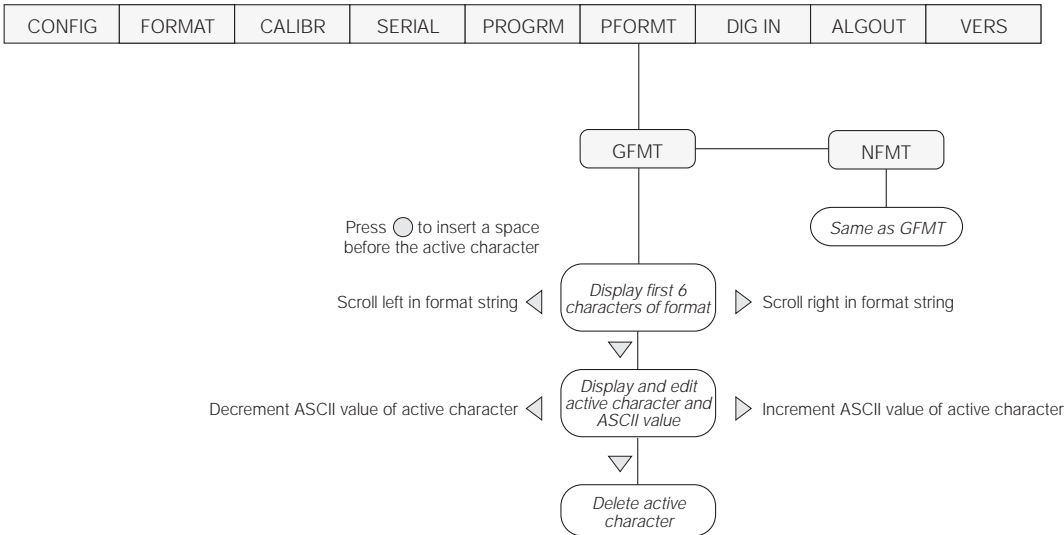 CONFIG FORMAT CALIBR SERIAL PROGRM PFORMT DIG IN ALGOUT VERS
GFMT NFMT
Same as GFMT
Press to insert a space
before the active character
Scroll left in format string
Display first 6
characters of format
Scroll right in format string
Decrement ASCII value of active character
Display and edit
active character and
ASCII value
Increment ASCII value of active character
Delete active
character